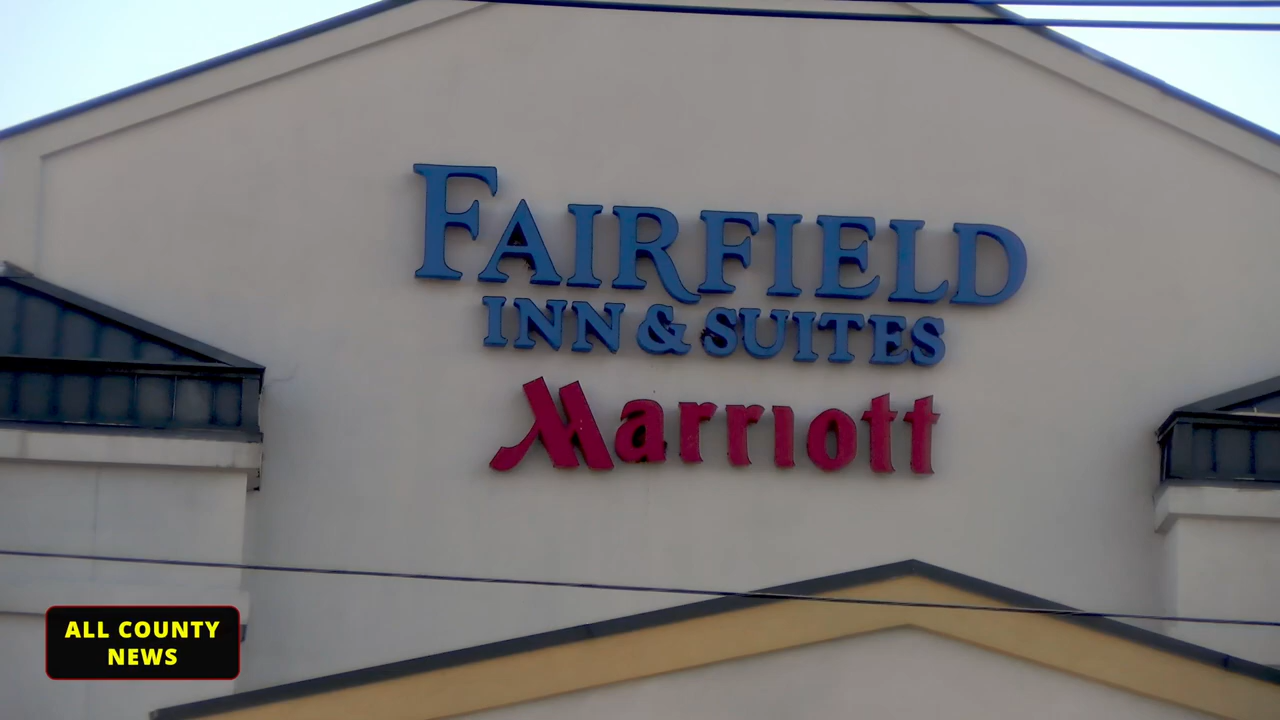 FAIRFIELD
INN & SUITES
Marriott
ALL COUNTY
NEWS